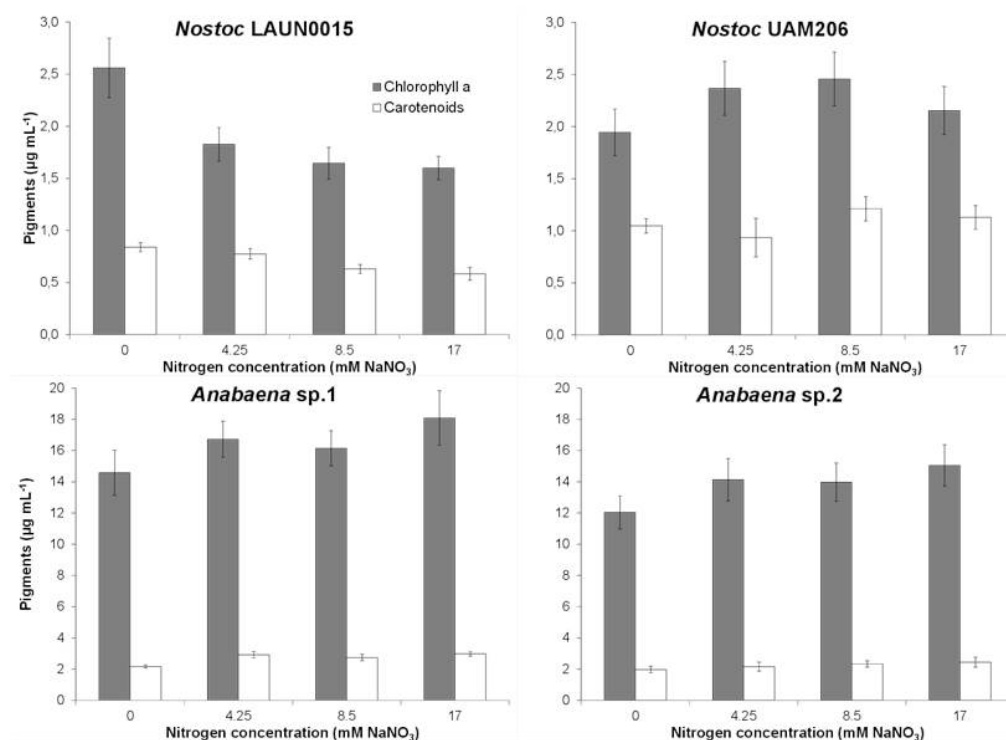 Nostoc LAUN0015
Pigments (µg mL⁻¹)
3,0
2,5
2,0
1,5
1,0
0,5
0,0
Chlorophyll a
Carotenoids
0 4.25 8.5 17
Nitrogen concentration (mM NaNO₃)
Nostoc UAM206
3,0
2,5
2,0
1,5
1,0
0,5
0,0
0 4.25 8.5 17
Nitrogen concentration (mM NaNO₃)
Anabaena sp.1
Pigments (µg mL⁻¹)
20
18
16
14
12
10
8
6
4
2
0
0 4.25 8.5 17
Nitrogen concentration (mM NaNO₃)
Anabaena sp.2
20
18
16
14
12
10
8
6
4
2
0
0 4.25 8.5 17
Nitrogen concentration (mM NaNO₃)